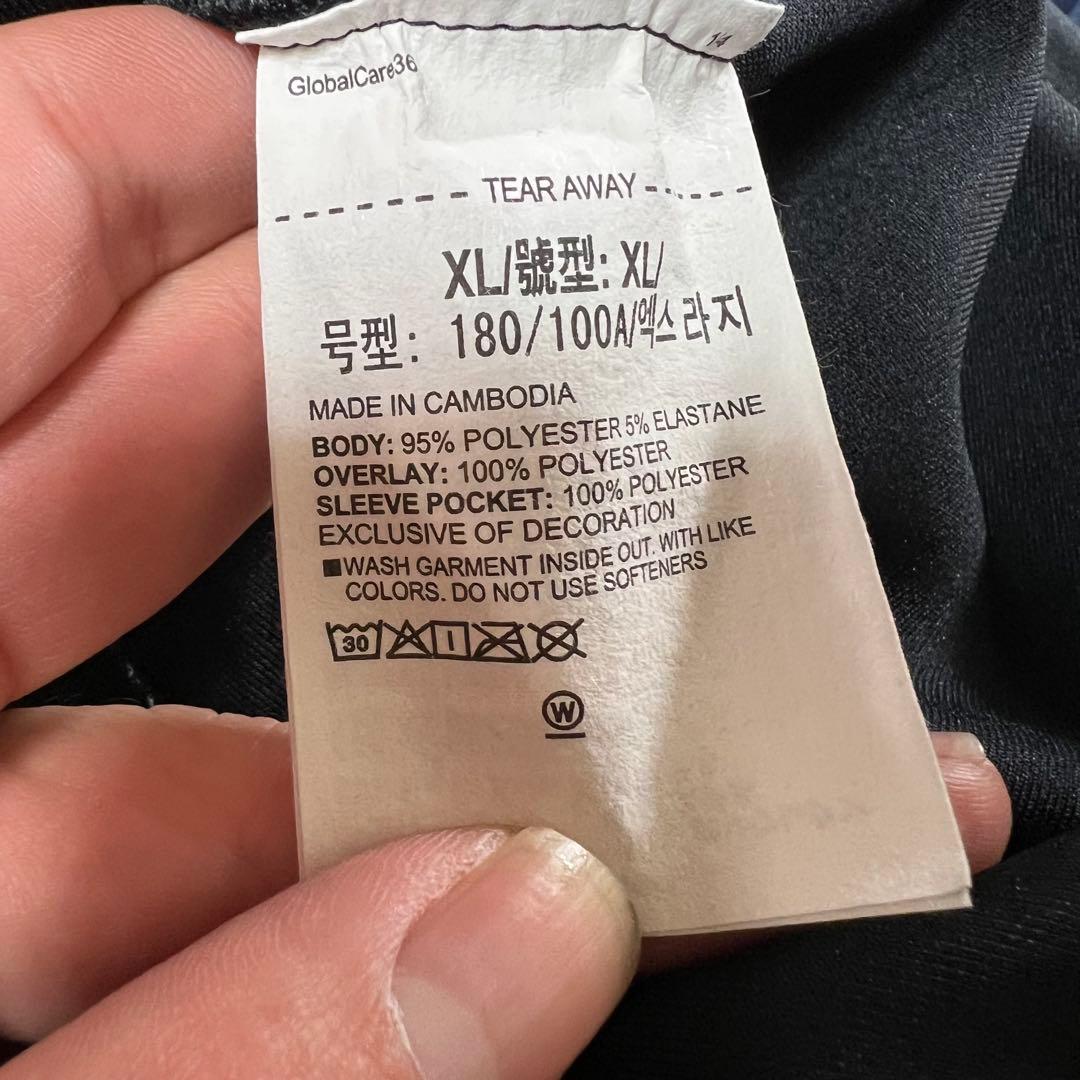 14
GlobalCare36
TEAR AWAY
XL/號型: XL/
号型: 180/100A/엑스라지
MADE IN CAMBODIA
BODY: 95% POLYESTER 5% ELASTANE
OVERLAY: 100% POLYESTER
SLEEVE POCKET: 100% POLYESTER
EXCLUSIVE OF DECORATION
■WASH GARMENT INSIDE OUT. WITH LIKE
COLORS. DO NOT USE SOFTENERS
30
W